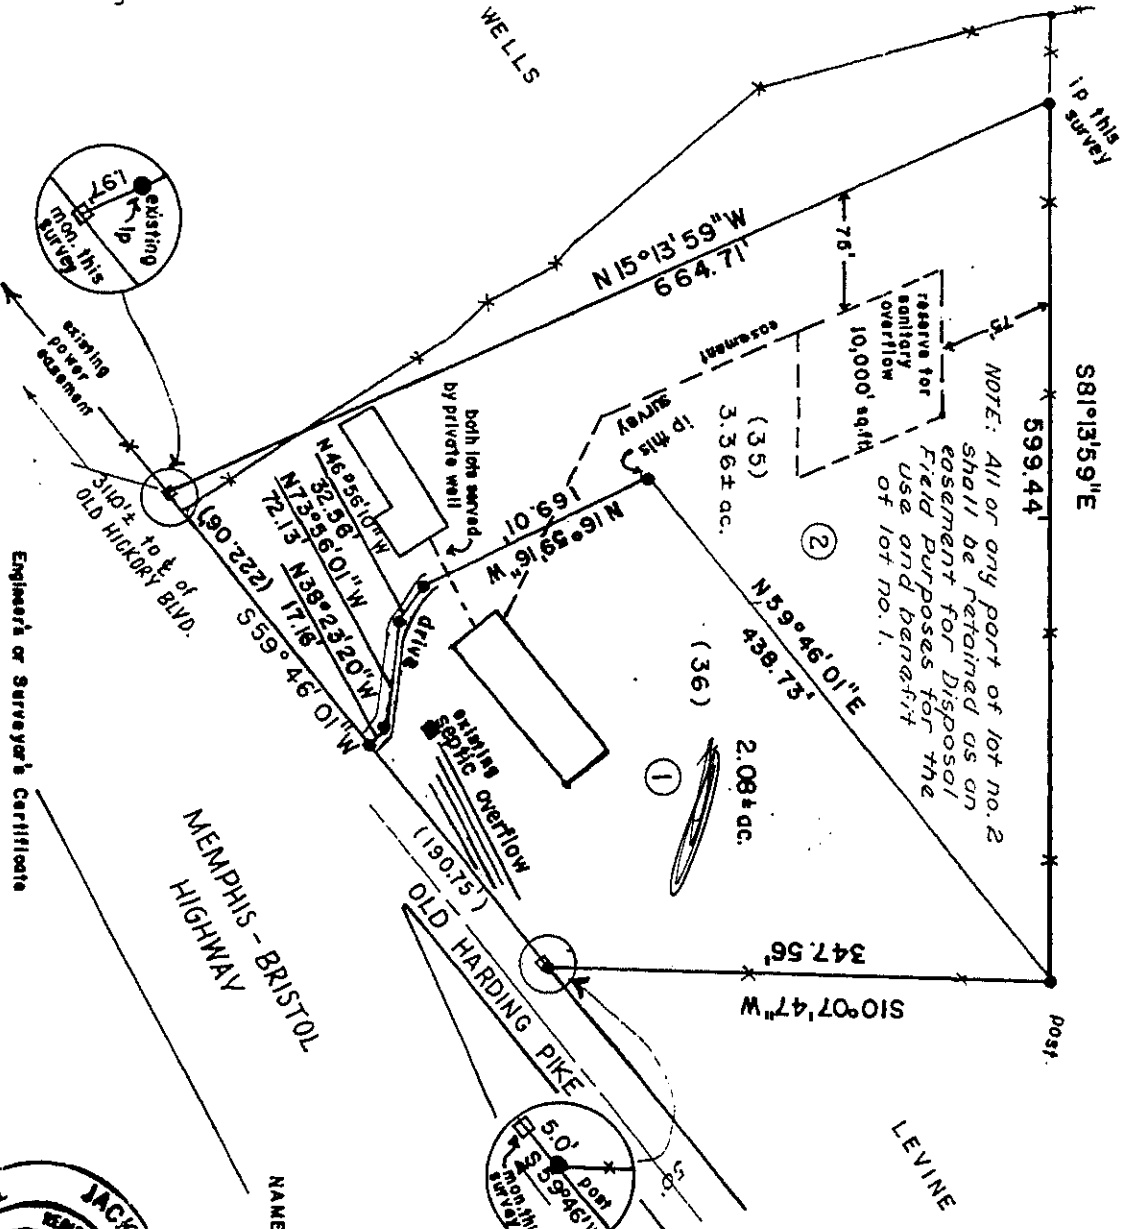 WELLS
ip this
survey
S81°13'59"E
599.44
N 15°13'59"W
664.71'
75'
75'
reserve for
sanitary
overflow
10,000' sq.ft.
easement
NOTE: All or any part of lot no. 2
shall be retained as an
easement for Disposal
Field Purposes for the
use and benefit
of lot no. 1.
(35)
3.36± ac.
2
ip this
survey
N 59°46'01"E
438.73'
N 16°59'16"W
169.01'
(36)
2.08± ac.
1
347.56'
S10°07'47"W
post.
LEVINE
existing
ip
1.97'
mon. this
survey
existing
power
easement
both lots served
by private well
N46°56'10"W
32.56'
N73°56'01"W
72.13'
N38°23'20"W
17.16'
drive
(222.06')
S 59°46'01"W
3110'± to ℄ of
OLD HICKORY BLVD.
existing
septic overflow
(190.75')
OLD HARDING PIKE
MEMPHIS - BRISTOL
HIGHWAY
5.0'
post
S 59°46'
mon. this
survey
Engineer's or Surveyor's Certificate
NAME
JACK